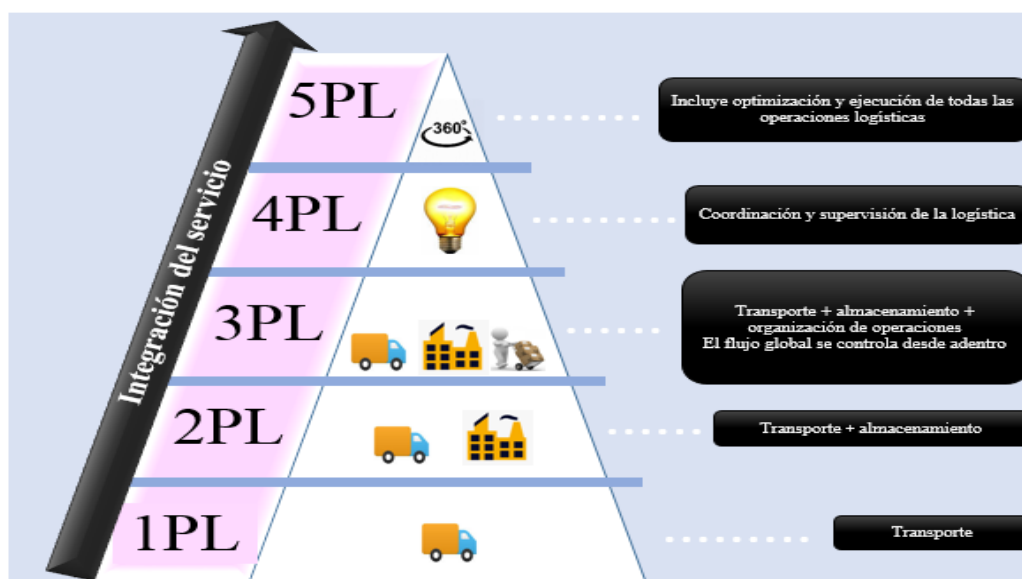 Integración del servicio
5PL
360°
Incluye optimización y ejecución de todas las
operaciones logísticas
4PL
Coordinación y supervisión de la logística
3PL
Transporte + almacenamiento +
organización de operaciones
El flujo global se controla desde adentro
2PL
Transporte + almacenamiento
1PL
Transporte